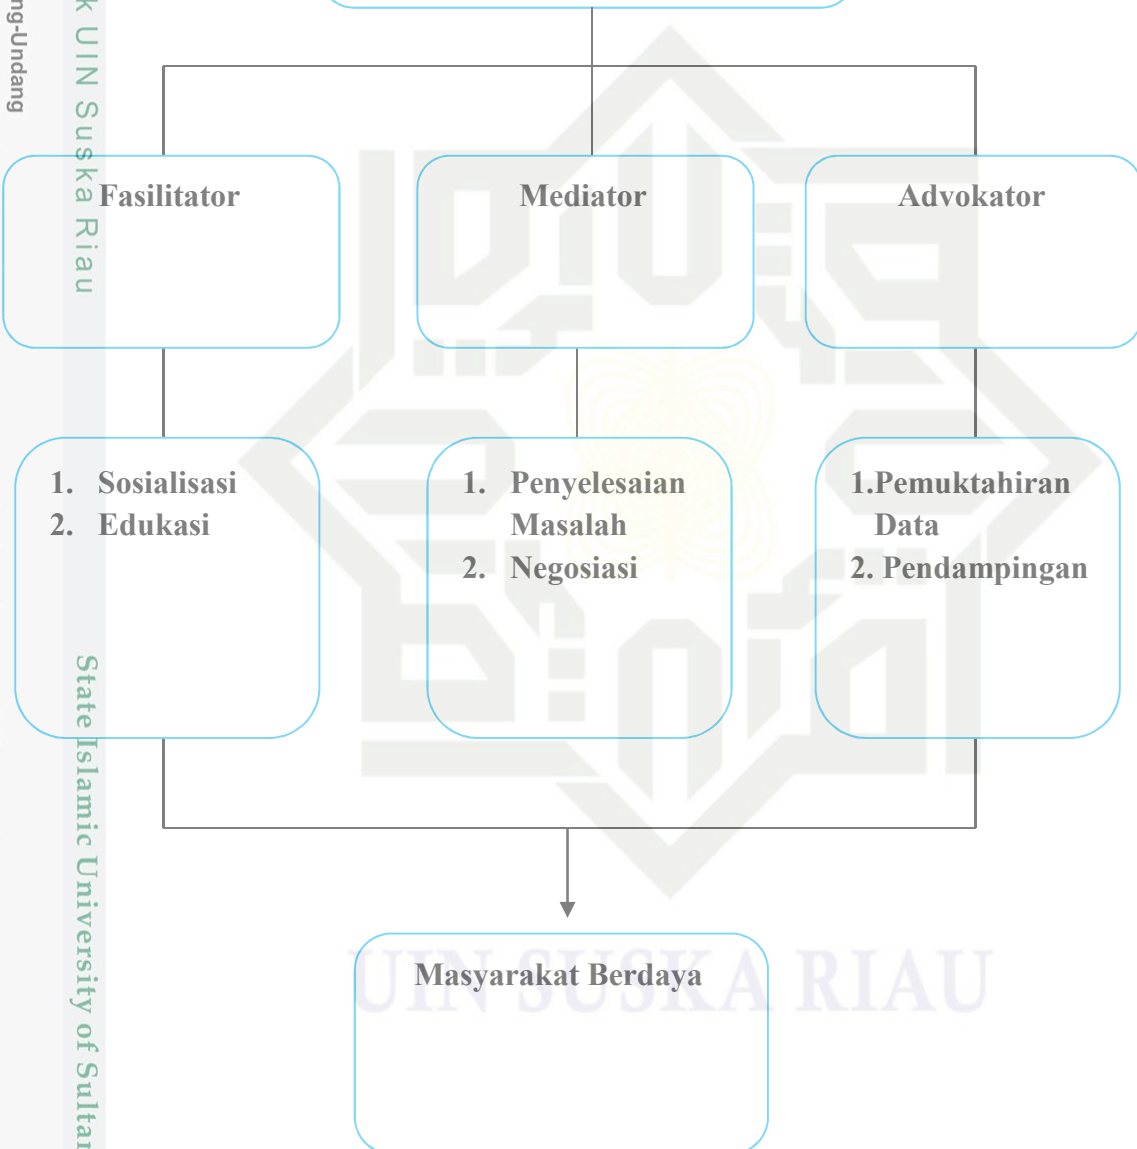 ng-Undang
k UIN Suska Riau
State Islamic University of Sultan
Fasilitator
Mediator
Advokator
1. Sosialisasi
2. Edukasi
1. Penyelesaian
Masalah
2. Negosiasi
1.Pemuktahiran
Data
2. Pendampingan
Masyarakat Berdaya
UIN SUSKA RIAU